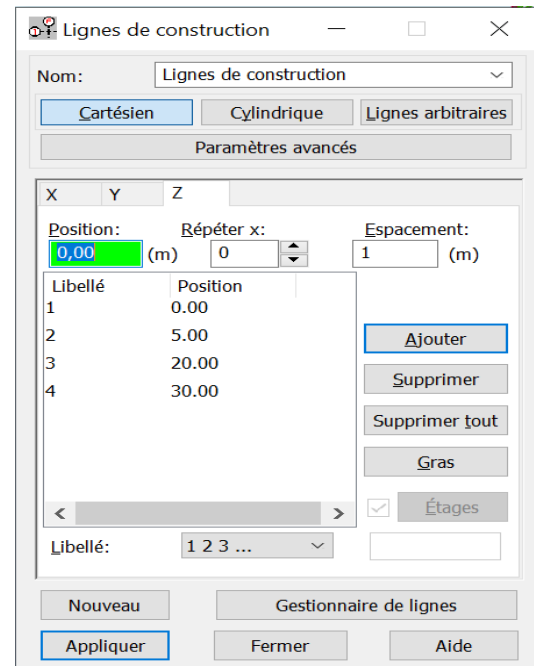 Lignes de construction
Nom: Lignes de construction
Cartésien Cylindrique Lignes arbitraires
Paramètres avancés
X Y Z
Position: Répéter x: Espacement:
0,00 (m) 0 1 (m)
Libellé Position
1 0.00
2 5.00
3 20.00
4 30.00
Ajouter
Supprimer
Supprimer tout
Gras
Étages
Libellé: 1 2 3 ...
Nouveau Gestionnaire de lignes
Appliquer Fermer Aide